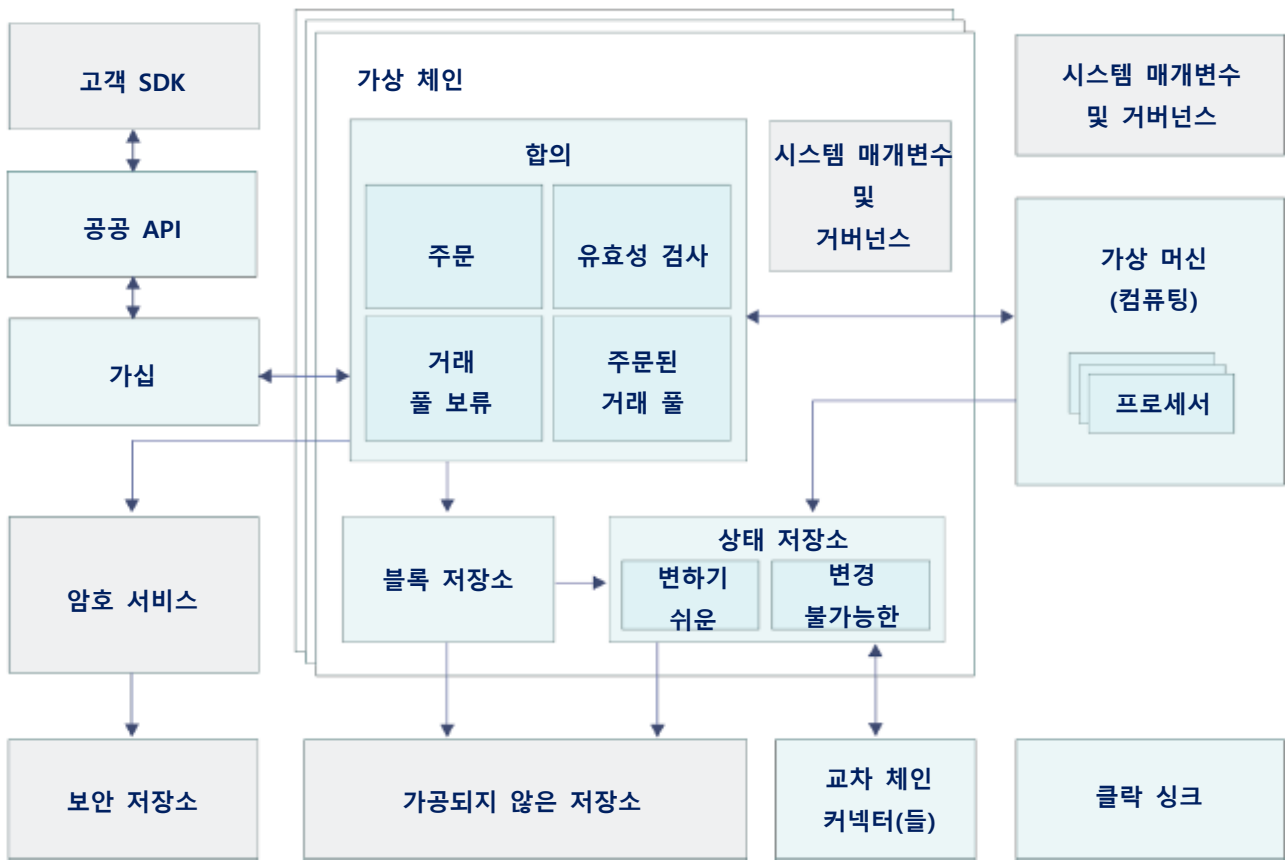 고객 SDK
공공 API
가십
암호 서비스
보안 저장소
가상 체인
합의
주문
유효성 검사
거래
풀 보류
주문된
거래 풀
시스템 매개변수
및
거버넌스
블록 저장소
상태 저장소
변하기
쉬운
변경
불가능한
가공되지 않은 저장소
교차 체인
커넥터(들)
시스템 매개변수
및 거버넌스
가상 머신
(컴퓨팅)
프로세서
클락 싱크